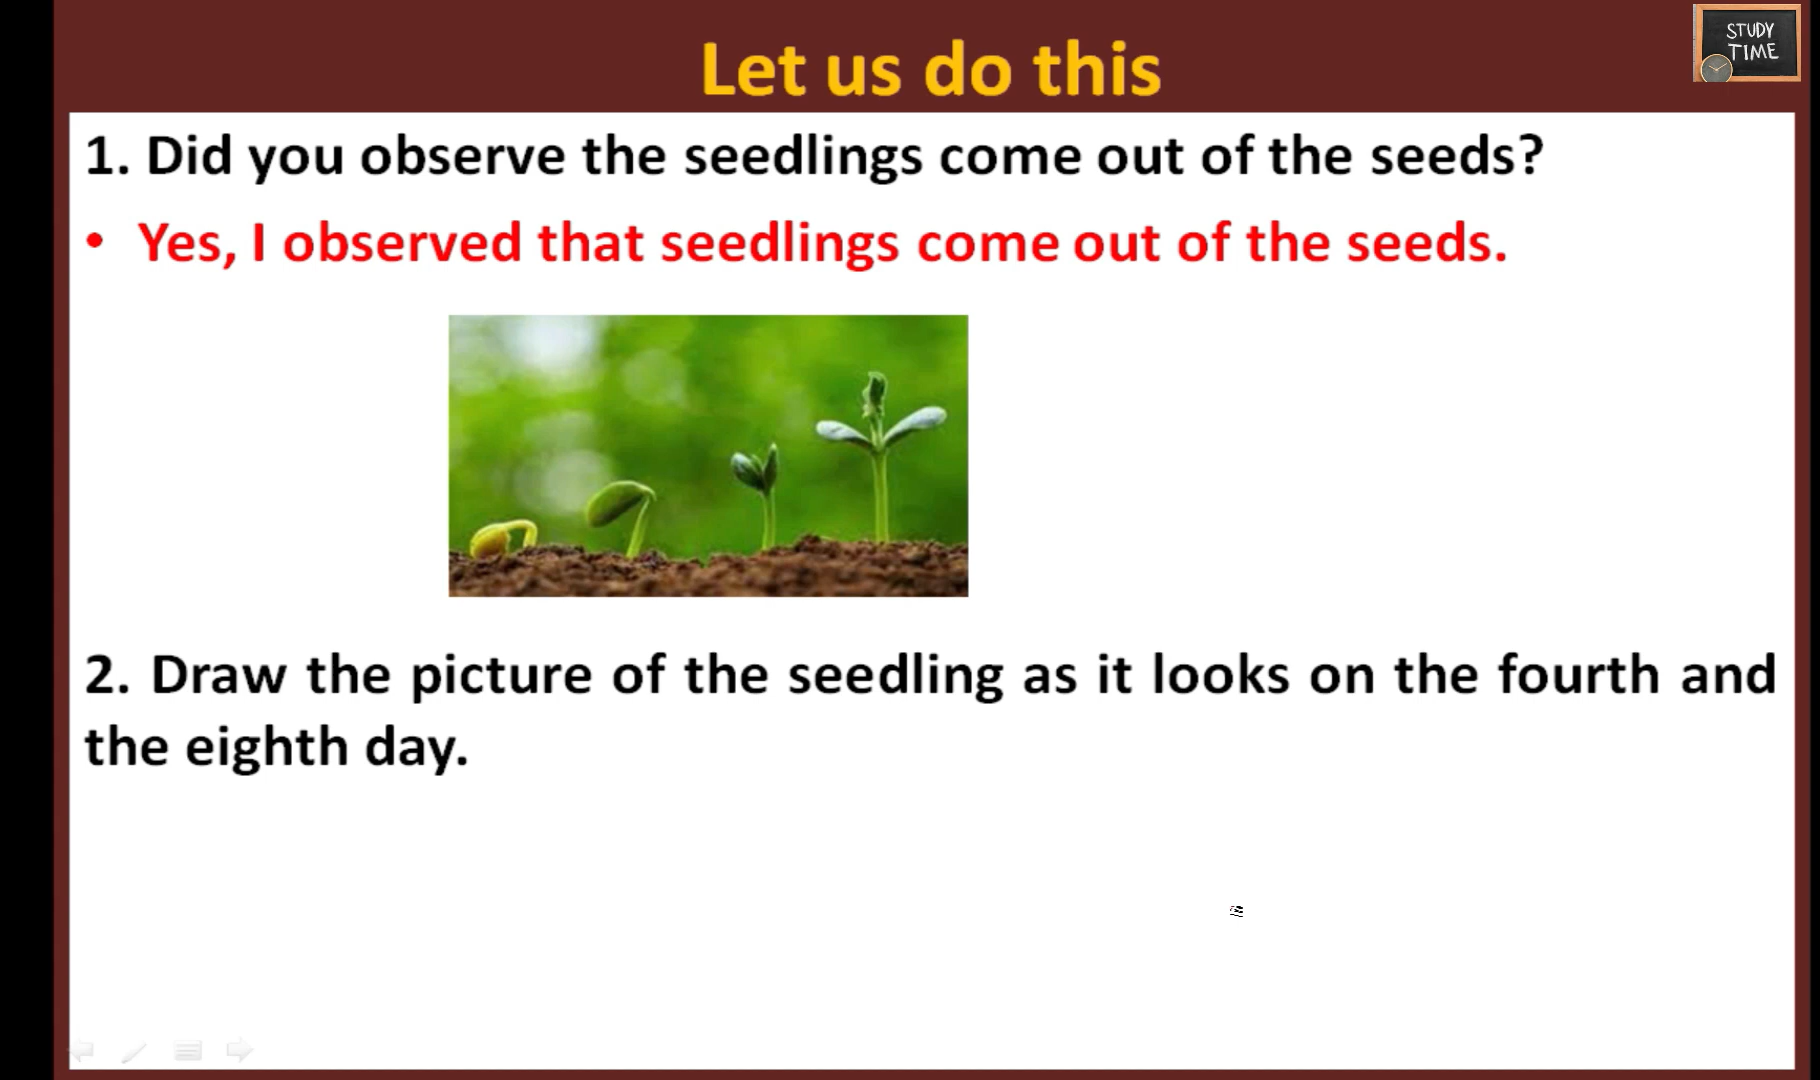 Let us do this
STUDY
TIME
1. Did you observe the seedlings come out of the seeds?
• Yes, I observed that seedlings come out of the seeds.
2. Draw the picture of the seedling as it looks on the fourth and
the eighth day.